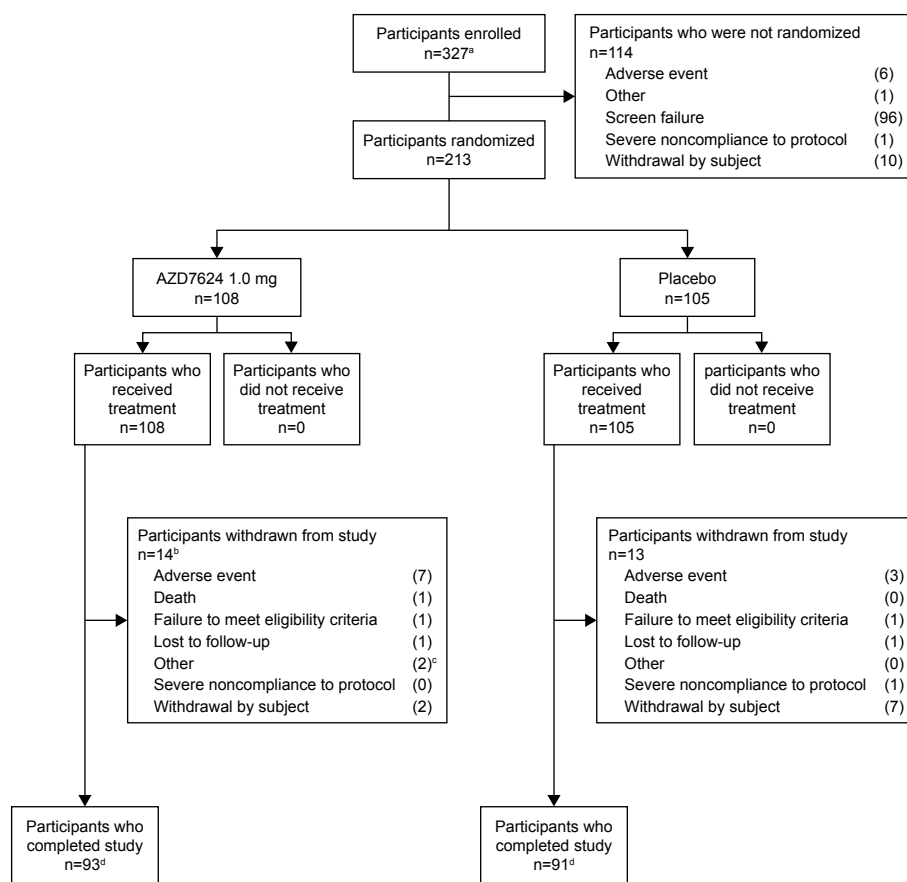 Participants enrolled
n=327ᵃ
Participants who were not randomized
n=114
Adverse event (6)
Other (1)
Screen failure (96)
Severe noncompliance to protocol (1)
Withdrawal by subject (10)
Participants randomized
n=213
AZD7624 1.0 mg
n=108
Placebo
n=105
Participants who
received
treatment
n=108
Participants who
did not receive
treatment
n=0
Participants who
received
treatment
n=105
participants who
did not receive
treatment
n=0
Participants withdrawn from study
n=14ᵇ
Adverse event (7)
Death (1)
Failure to meet eligibility criteria (1)
Lost to follow-up (1)
Other (2)ᶜ
Severe noncompliance to protocol (0)
Withdrawal by subject (2)
Participants withdrawn from study
n=13
Adverse event (3)
Death (0)
Failure to meet eligibility criteria (1)
Lost to follow-up (1)
Other (0)
Severe noncompliance to protocol (1)
Withdrawal by subject (7)
Participants who
completed study
n=93ᵈ
Participants who
completed study
n=91ᵈ